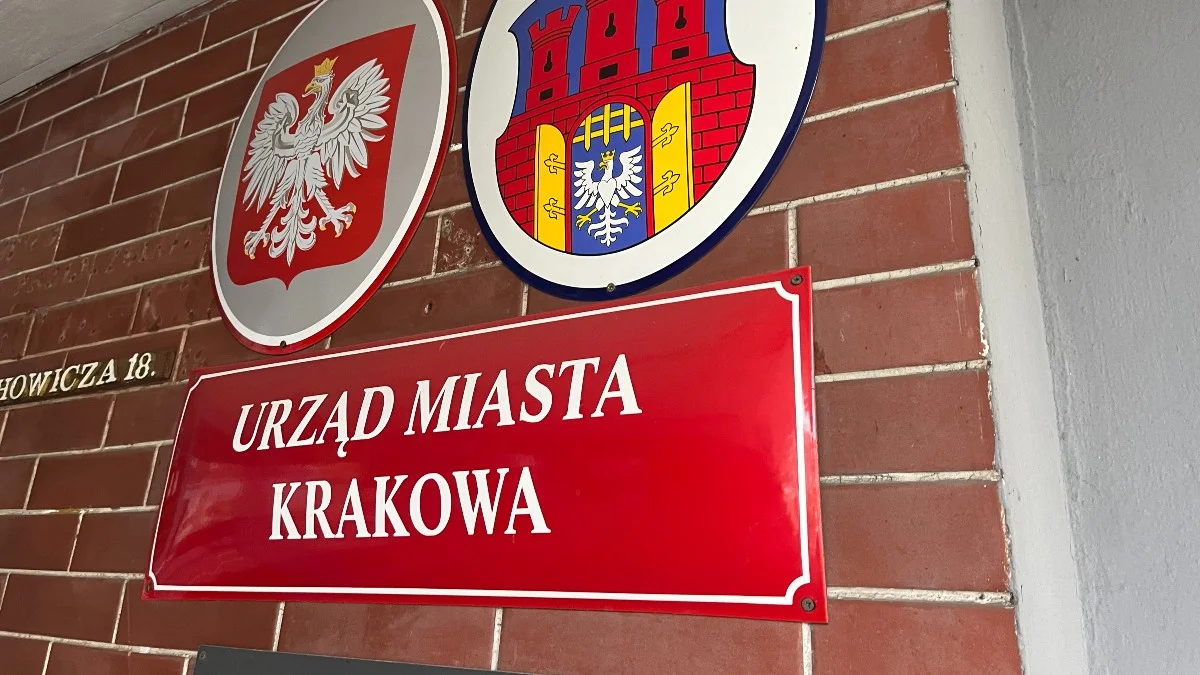 HOWICZA 18.
URZĄD MIASTA
KRAKOWA